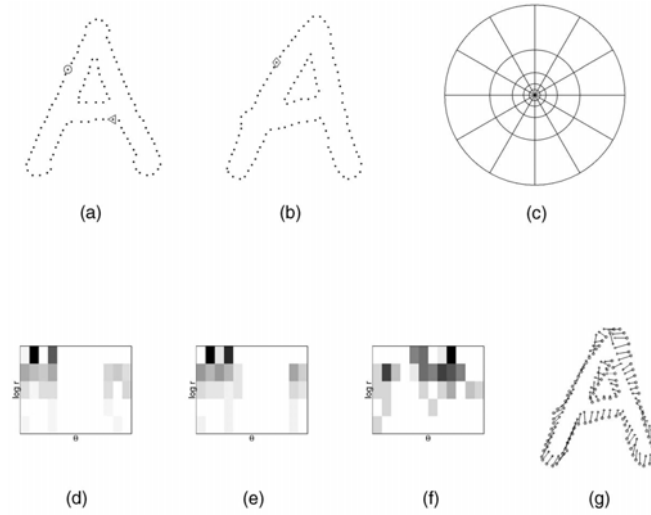 (a) (b) (c)
log r θ log r θ log r θ
(d) (e) (f) (g)